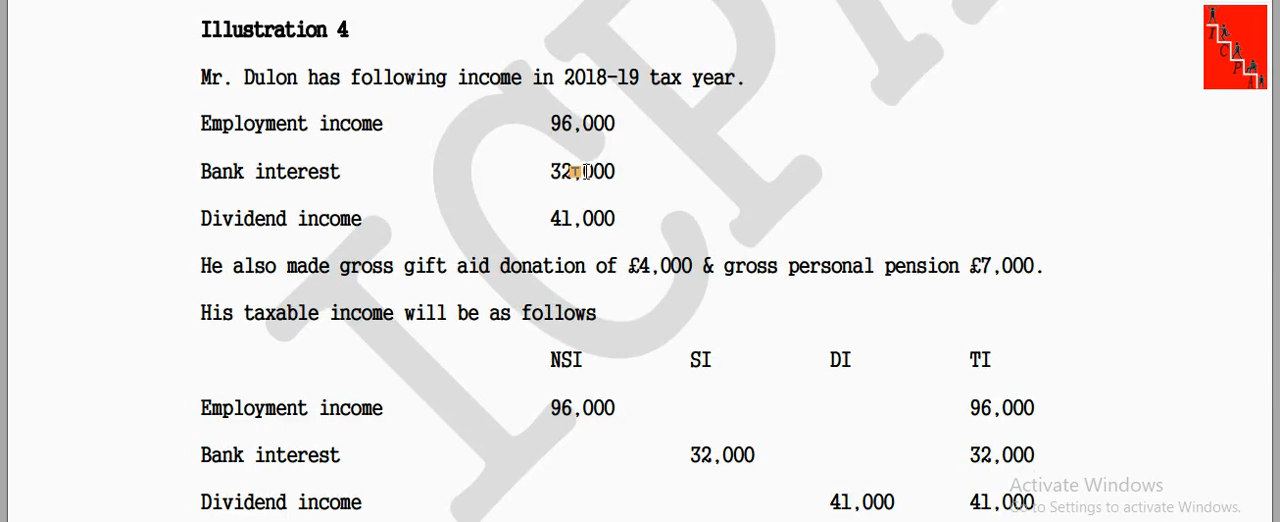 Illustration 4
Mr. Dulon has following income in 2018-19 tax year.
Employment income 96,000
Bank interest 32,000
Dividend income 41,000
He also made gross gift aid donation of £4,000 & gross personal pension £7,000.
His taxable income will be as follows
NSI SI DI TI
Employment income 96,000 96,000
Bank interest 32,000 32,000
Dividend income 41,000 41,000
Activate Windows
Go to Settings to activate Windows.
ICPA